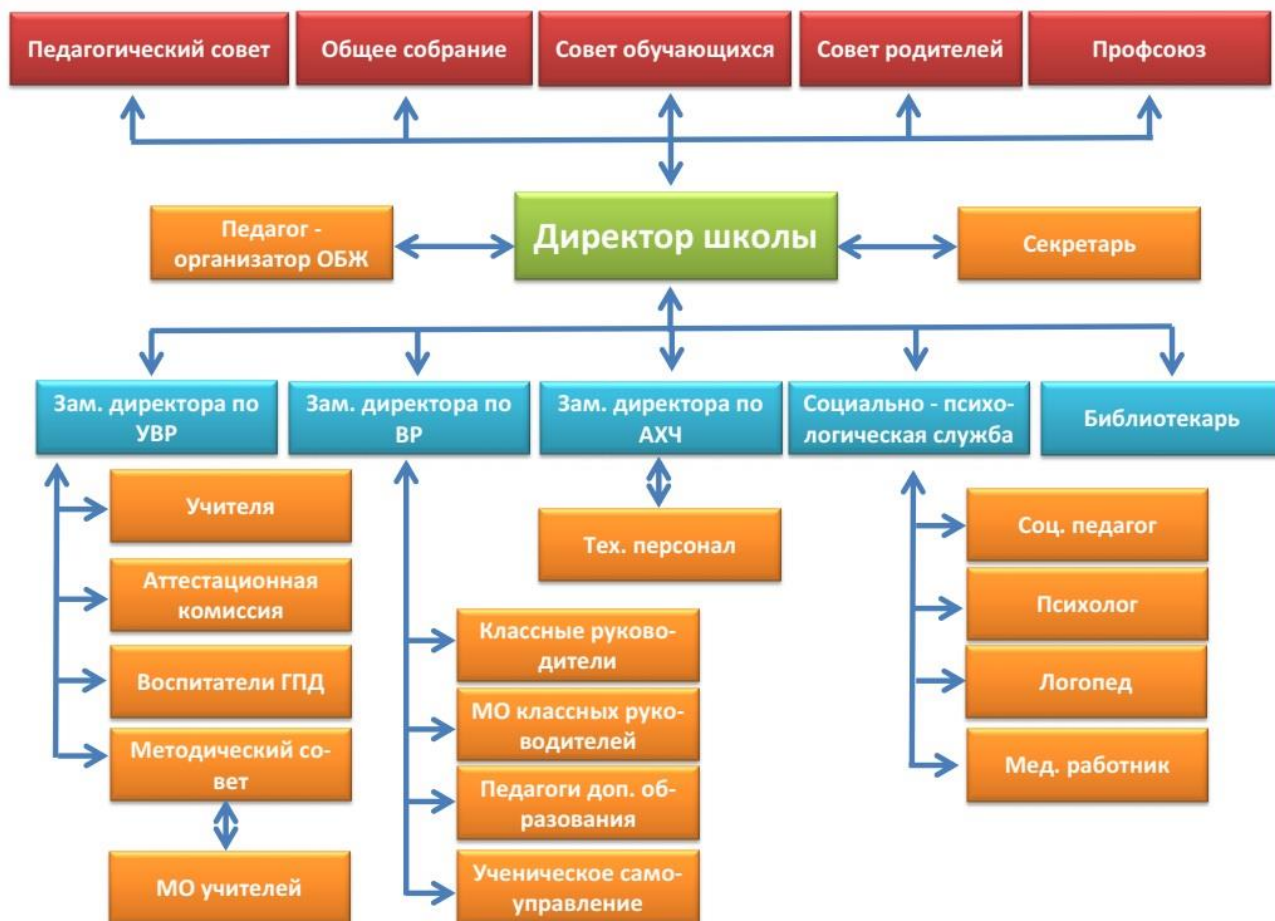 Педагогический совет
Общее собрание
Совет обучающихся
Совет родителей
Профсоюз
Педагог -
организатор ОБЖ
Директор школы
Секретарь
Зам. директора по
УВР
Зам. директора по
ВР
Зам. директора по
АХЧ
Социально - психо-
логическая служба
Библиотекарь
Учителя
Аттестационная
комиссия
Воспитатели ГПД
Методический со-
вет
МО учителей
Классные руково-
дители
МО классных руко-
водителей
Педагоги доп. об-
разования
Ученическое само-
управление
Тех. персонал
Соц. педагог
Психолог
Логопед
Мед. работник